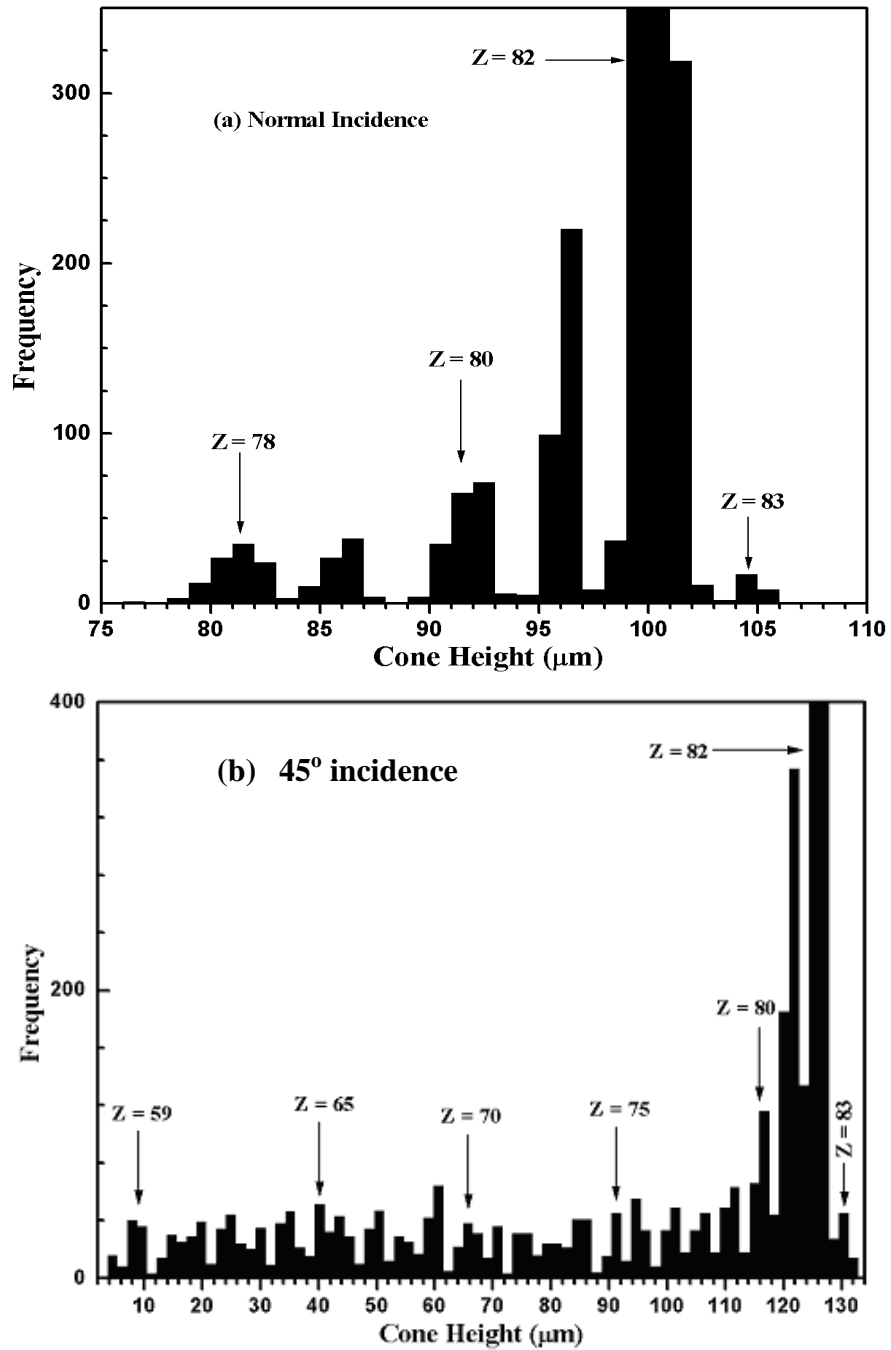 Z = 82
300
(a) Normal Incidence
Frequency
200
Z = 80
100
Z = 78
Z = 83
0
75 80 85 90 95 100 105 110
Cone Height (µm)
400
Z = 82
(b) 45° incidence
Frequency
200
Z = 80
Z = 59
Z = 65
Z = 70
Z = 75
Z = 83
0
10 20 30 40 50 60 70 80 90 100 110 120 130
Cone Height (µm)